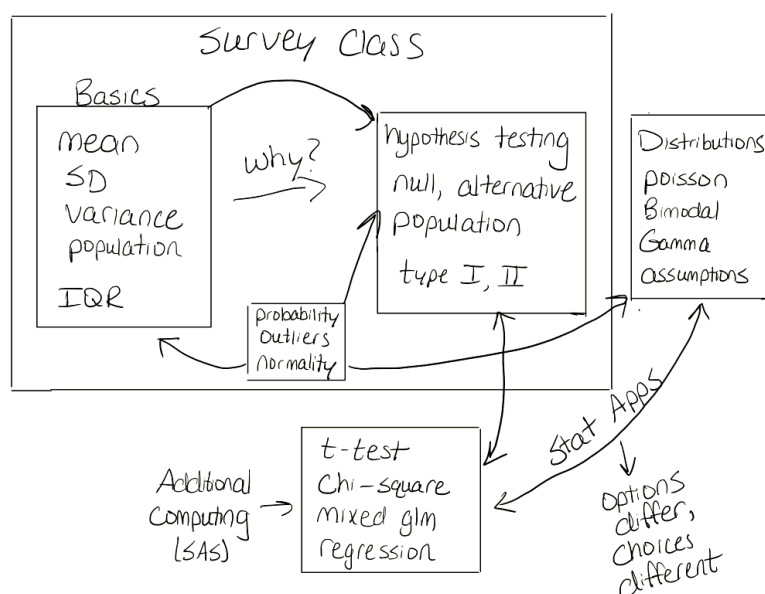 Survey Class
Basics
mean
SD
variance
population
IQR
why?
hypothesis testing
null, alternative
population
type I, II
probability
outliers
normality
Distributions
poisson
Bimodal
Gamma
assumptions
Stat Apps
options
differ,
choices
different
Additional
Computing
(SAS)
t-test
Chi-square
mixed glm
regression